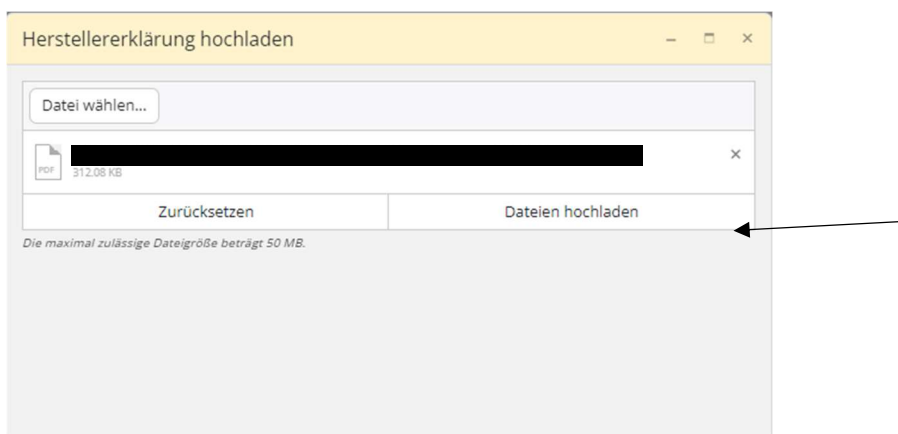 Herstellererklärung hochladen
Datei wählen...
PDF
312,08 KB
Zurücksetzen Dateien hochladen
Die maximal zulässige Dateigröße beträgt 50 MB.